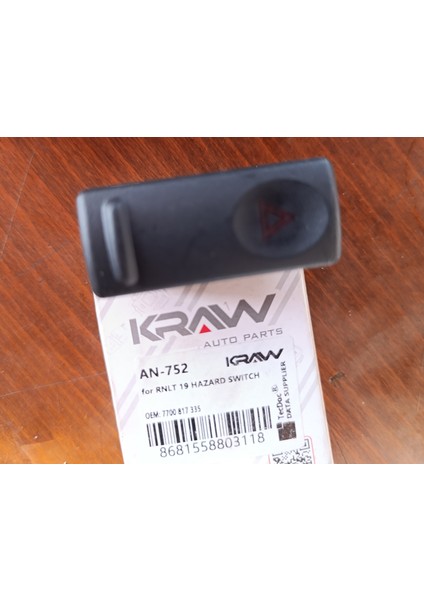 KRAW
AUTO PARTS
AN-752
KRAW
for RNLT 19 HAZARD SWITCH
OEM: 7700 817 335
TecDoc®
DATA SUPPLIER
8681558803118